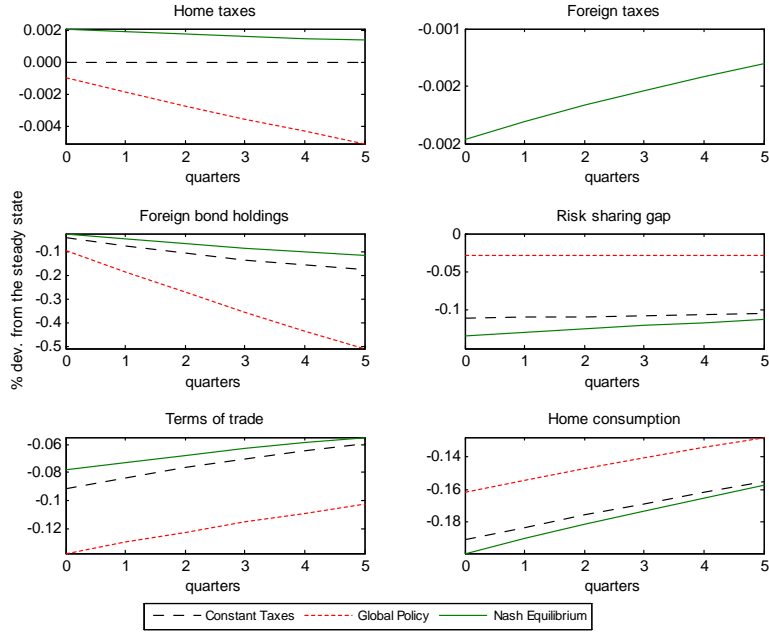 Home taxes
0.002
0.000
-0.002
-0.004
0 1 2 3 4 5
quarters
Foreign taxes
-0.001
-0.002
-0.002
0 1 2 3 4 5
quarters
% dev. from the steady state
Foreign bond holdings
-0.1
-0.2
-0.3
-0.4
-0.5
0 1 2 3 4 5
quarters
Risk sharing gap
0
-0.05
-0.1
0 1 2 3 4 5
quarters
Terms of trade
-0.06
-0.08
-0.1
-0.12
0 1 2 3 4 5
quarters
Home consumption
-0.14
-0.16
-0.18
0 1 2 3 4 5
quarters
Constant Taxes Global Policy Nash Equilibrium